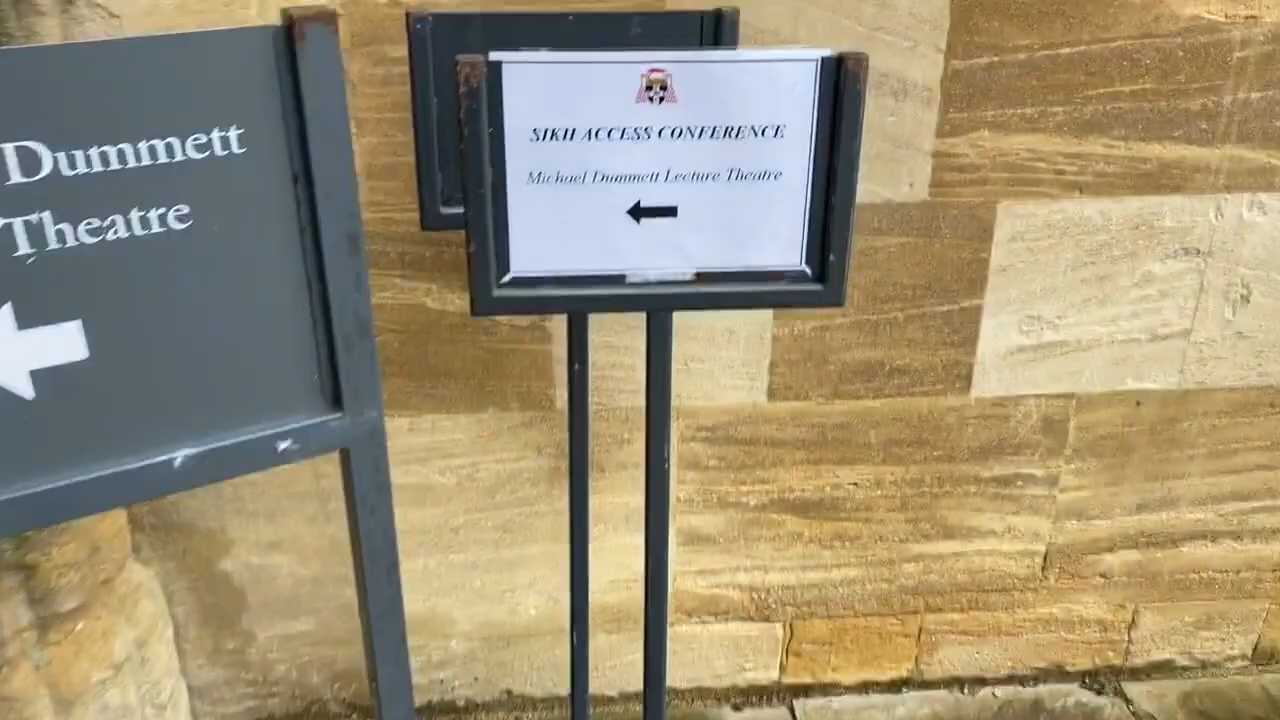 Dummett
Theatre
SIKH ACCESS CONFERENCE
Michael Dummett Lecture Theatre